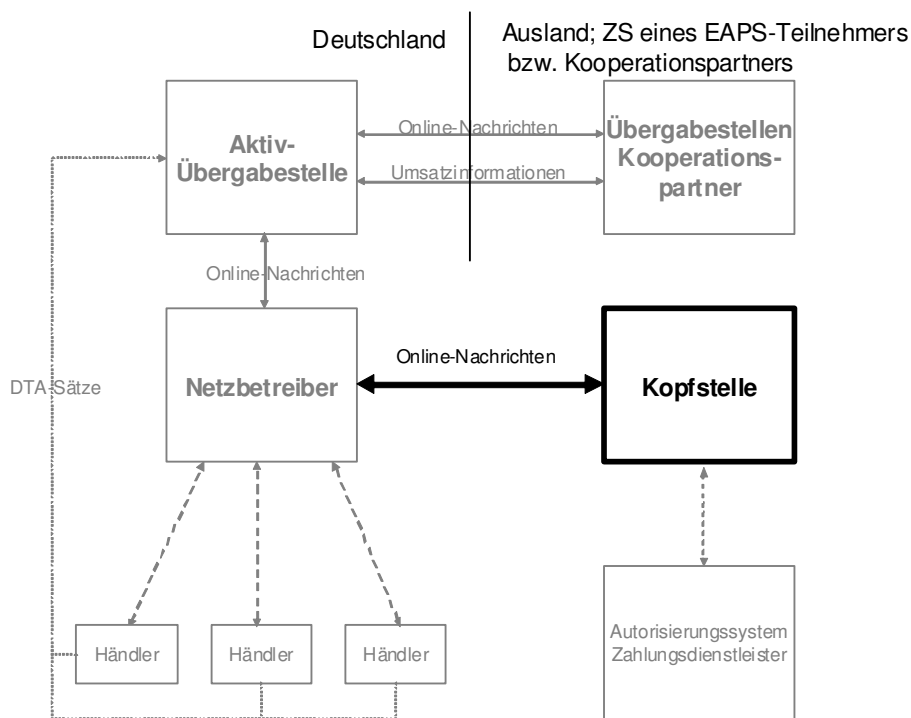 Deutschland
Ausland; ZS eines EAPS-Teilnehmers
bzw. Kooperationspartners
Aktiv-
Übergabestelle
Online-Nachrichten
Umsatzinformationen
Übergabestellen
Kooperations-
partner
Online-Nachrichten
DTA-Sätze
Netzbetreiber
Online-Nachrichten
Kopfstelle
Händler
Händler
Händler
Autorisierungssystem
Zahlungsdienstleister